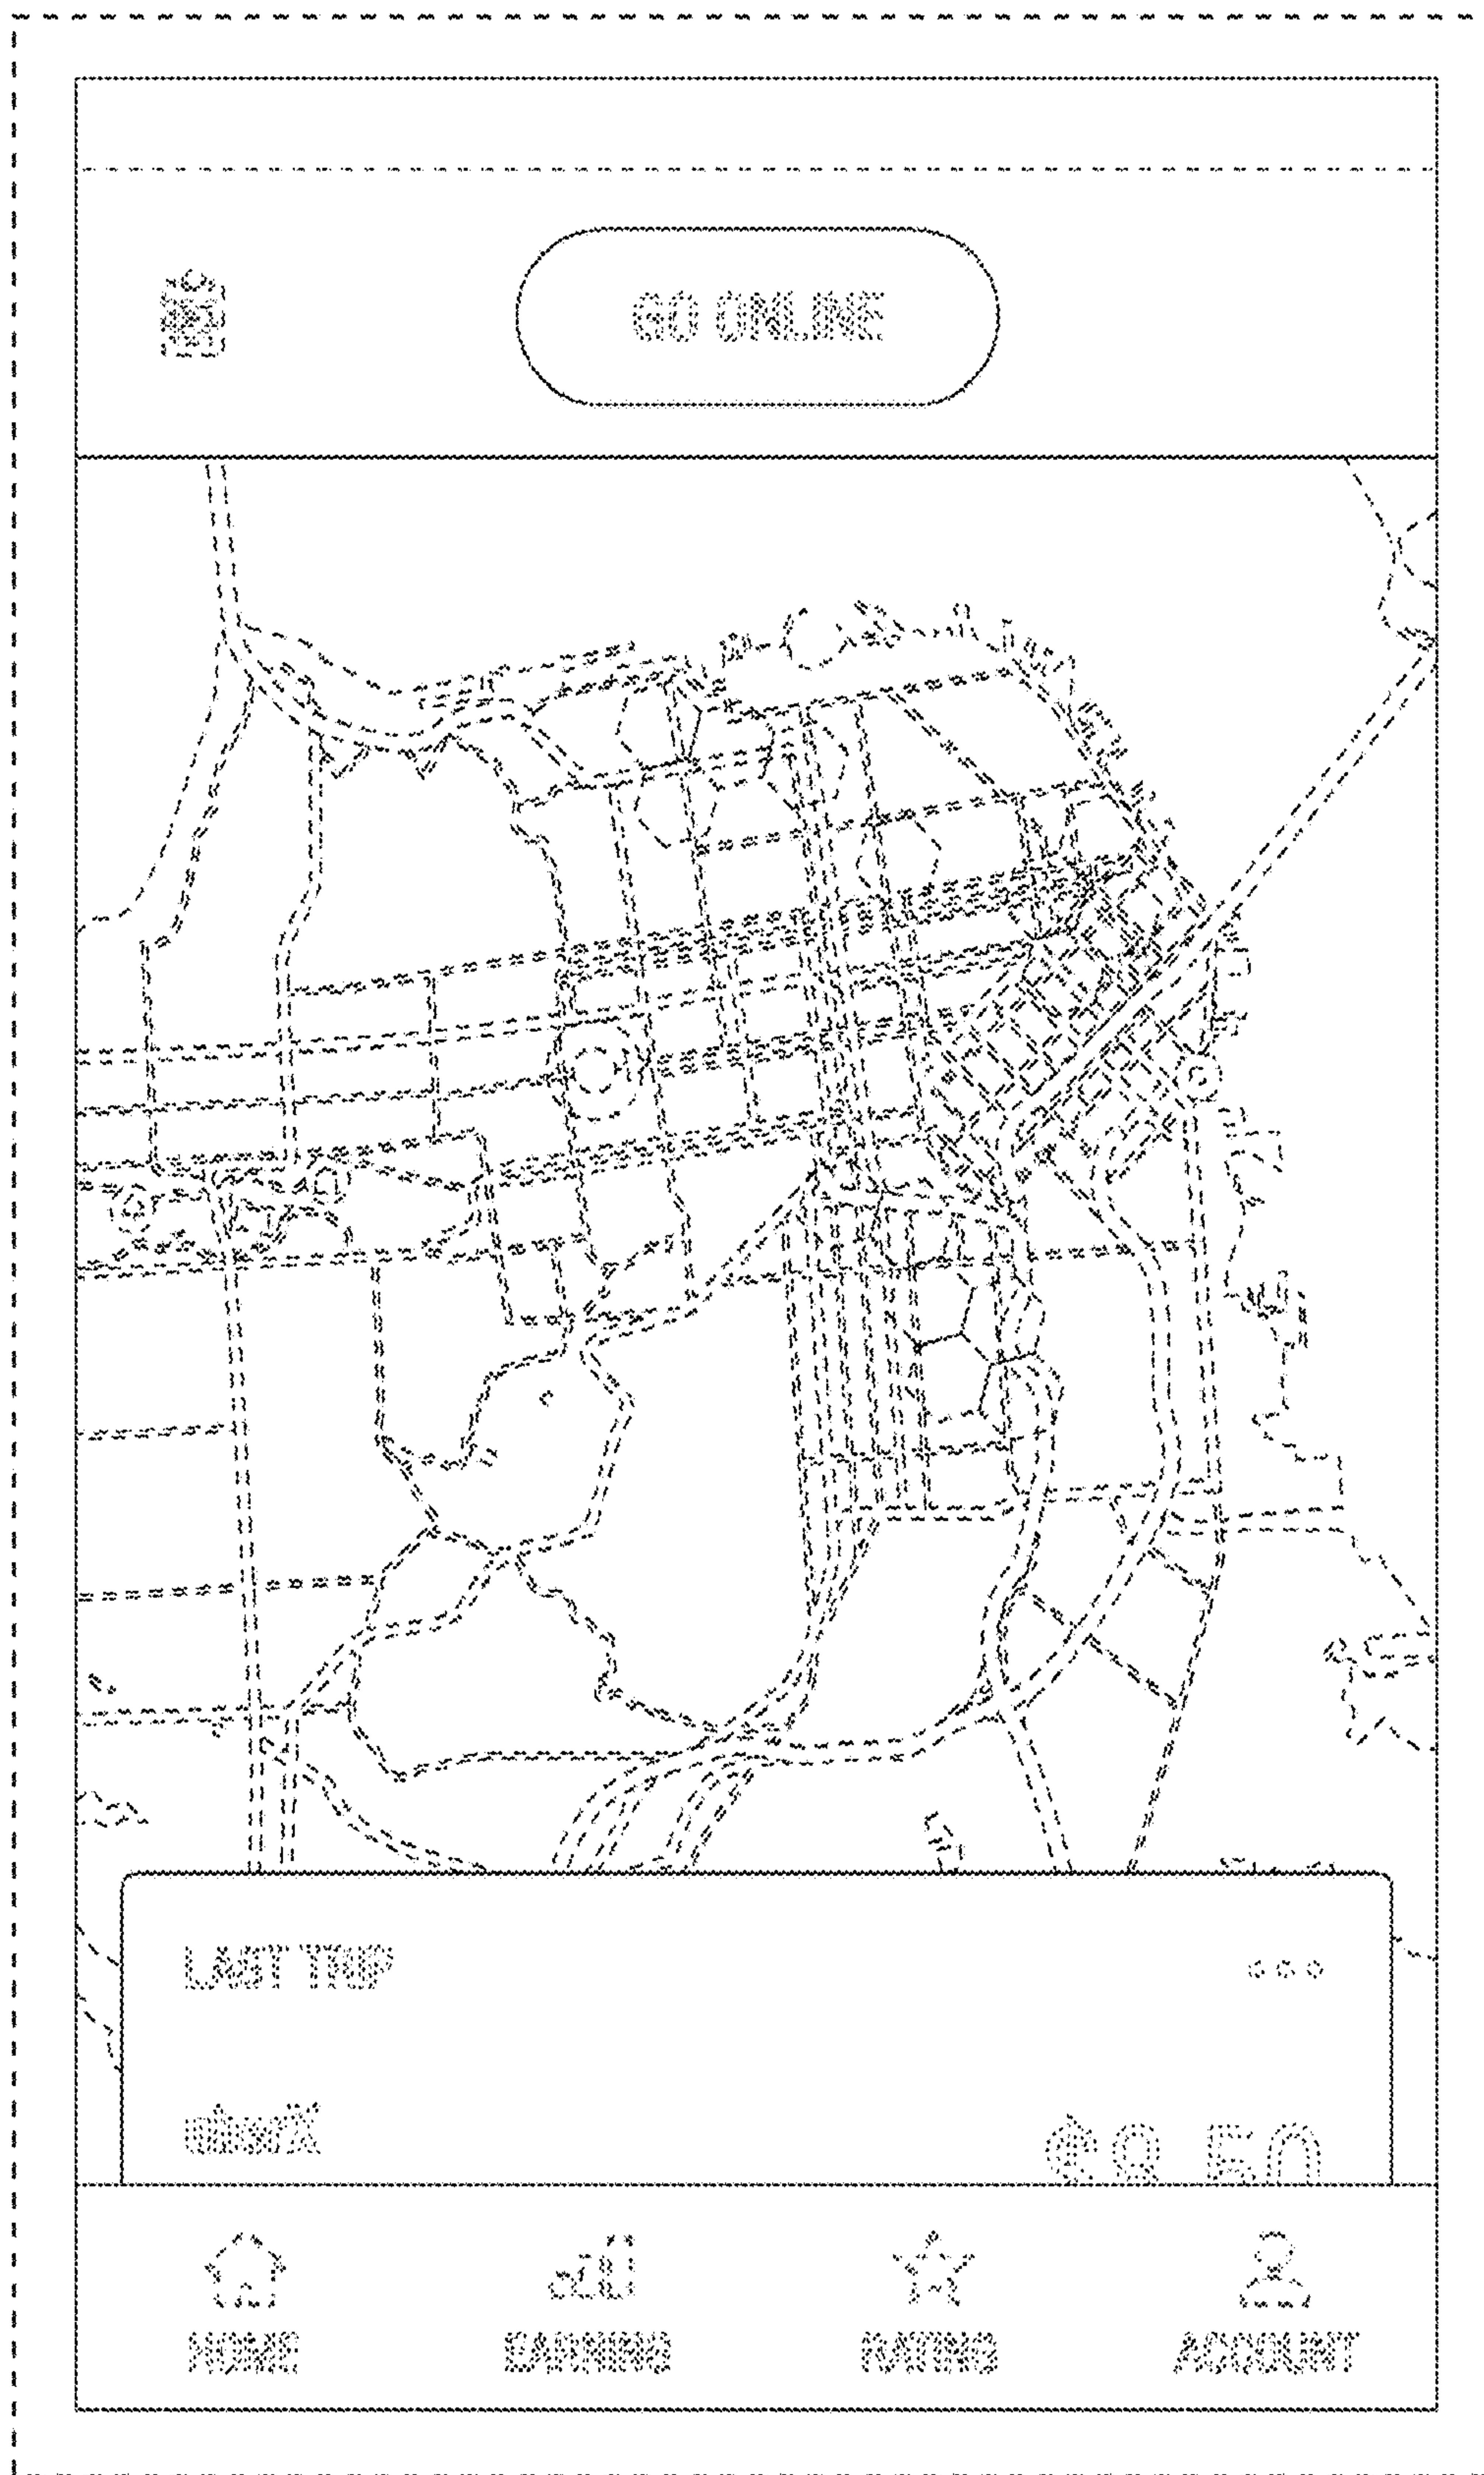 GO ONLINE
LAST TRIP
uberX
HOME
EARNING
RATING
ACCOUNT